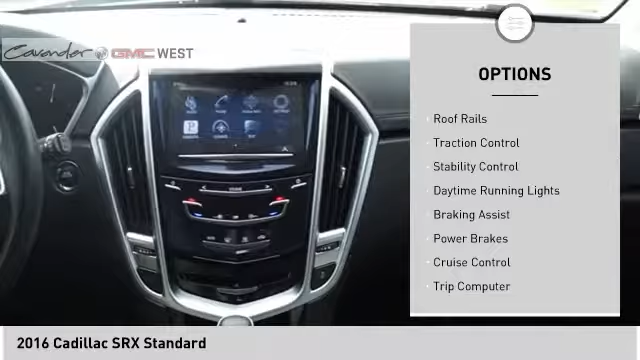 Cavender GMC WEST
OPTIONS
Roof Rails
Traction Control
Stability Control
Daytime Running Lights
Braking Assist
Power Brakes
Cruise Control
Trip Computer
2016 Cadillac SRX Standard